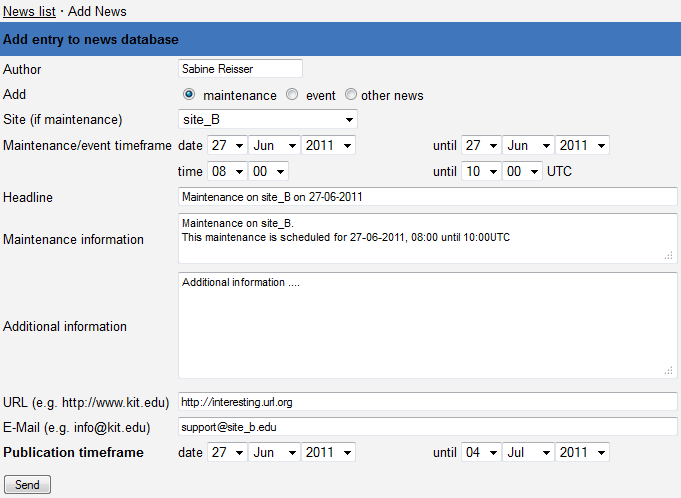 News list · Add News
Add entry to news database
Author Sabine Reisser
Add maintenance event other news
Site (if maintenance) site_B
Maintenance/event timeframe date 27 Jun 2011 until 27 Jun 2011
time 08 00 until 10 00 UTC
Headline Maintenance on site_B on 27-06-2011
Maintenance information Maintenance on site_B.
This maintenance is scheduled for 27-06-2011, 08:00 until 10:00UTC
Additional information Additional information ....
URL (e.g. http://www.kit.edu) http://interesting.url.org
E-Mail (e.g. info@kit.edu) support@site_b.edu
Publication timeframe date 27 Jun 2011 until 04 Jul 2011
Send